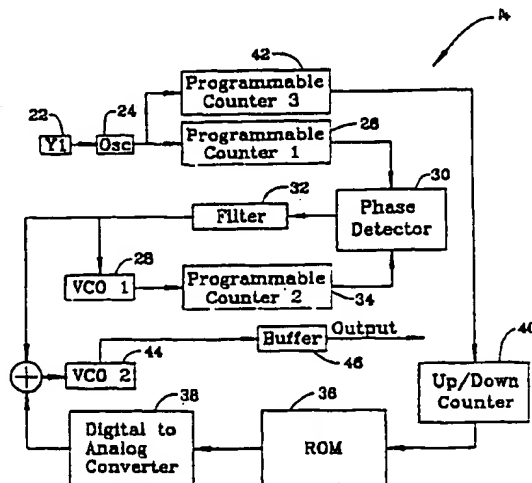 42
Programmable
Counter 3
22
24
Y1
Osc
Programmable
Counter 1
26
30
32
Filter
Phase
Detector
28
VCO 1
Programmable
Counter 2
34
Buffer
Output
46
44
VCO 2
40
Up/Down
Counter
38
Digital to
Analog
Converter
36
ROM